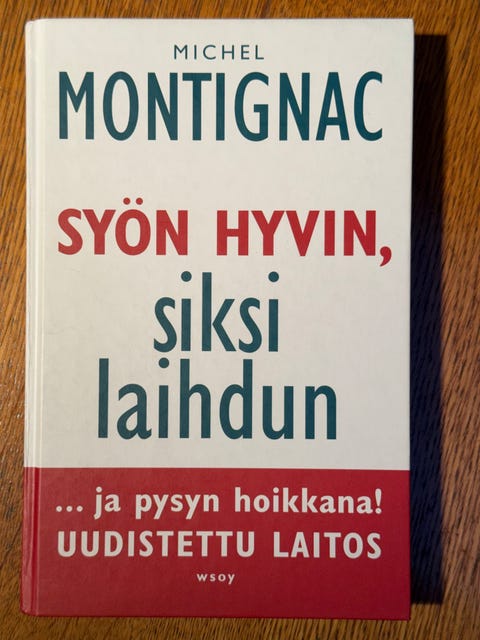 MICHEL
MONTIGNAC
SYÖN HYVIN,
siksi
laihdun
... ja pysyn hoikkana!
UUDISTETTU LAITOS
wsoy